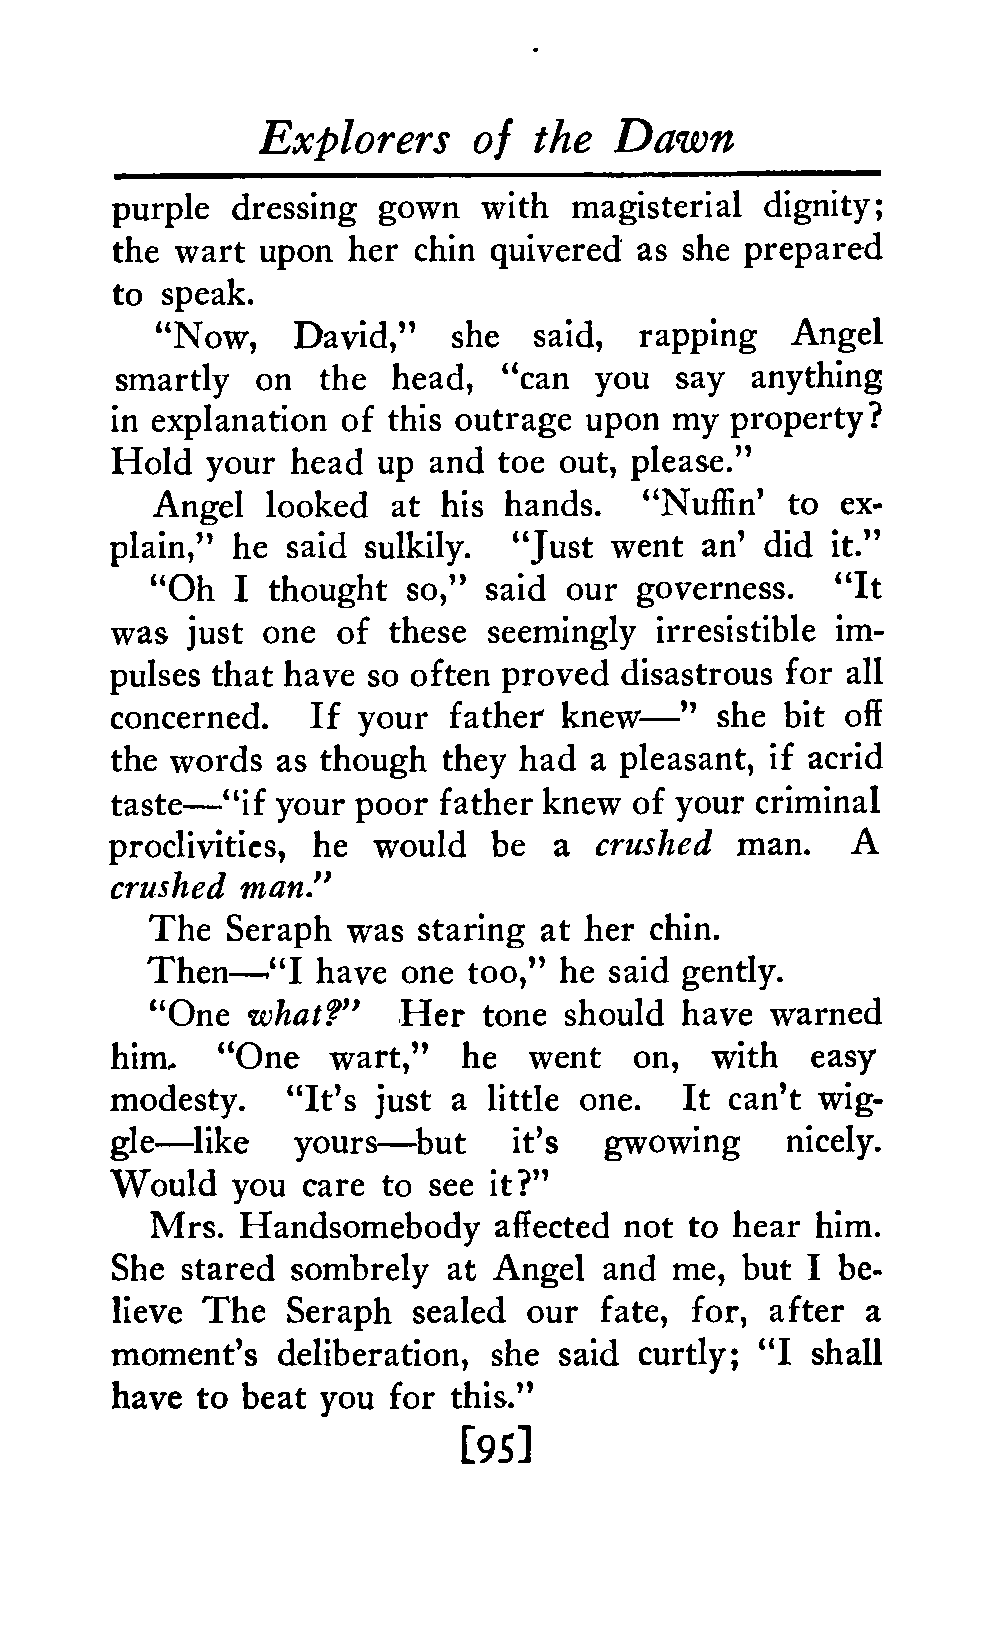 Explorers of the Dawn
purple dressing gown with magisterial dignity;
the wart upon her chin quivered as she prepared
to speak.
“Now, David,” she said, rapping Angel
smartly on the head, “can you say anything
in explanation of this outrage upon my property?
Hold your head up and toe out, please.”
Angel looked at his hands. “Nuffin’ to ex-
plain,” he said sulkily. “Just went an’ did it.”
“Oh I thought so,” said our governess. “It
was just one of these seemingly irresistible im-
pulses that have so often proved disastrous for all
concerned. If your father knew—” she bit off
the words as though they had a pleasant, if acrid
taste—“if your poor father knew of your criminal
proclivities, he would be a crushed man. A
crushed man.”
The Seraph was staring at her chin.
Then—“I have one too,” he said gently.
“One what?” Her tone should have warned
him. “One wart,” he went on, with easy
modesty. “It’s just a little one. It can’t wig-
gle—like yours—but it’s gwowing nicely.
Would you care to see it?”
Mrs. Handsomebody affected not to hear him.
She stared sombrely at Angel and me, but I be-
lieve The Seraph sealed our fate, for, after a
moment’s deliberation, she said curtly; “I shall
have to beat you for this.”
[95]